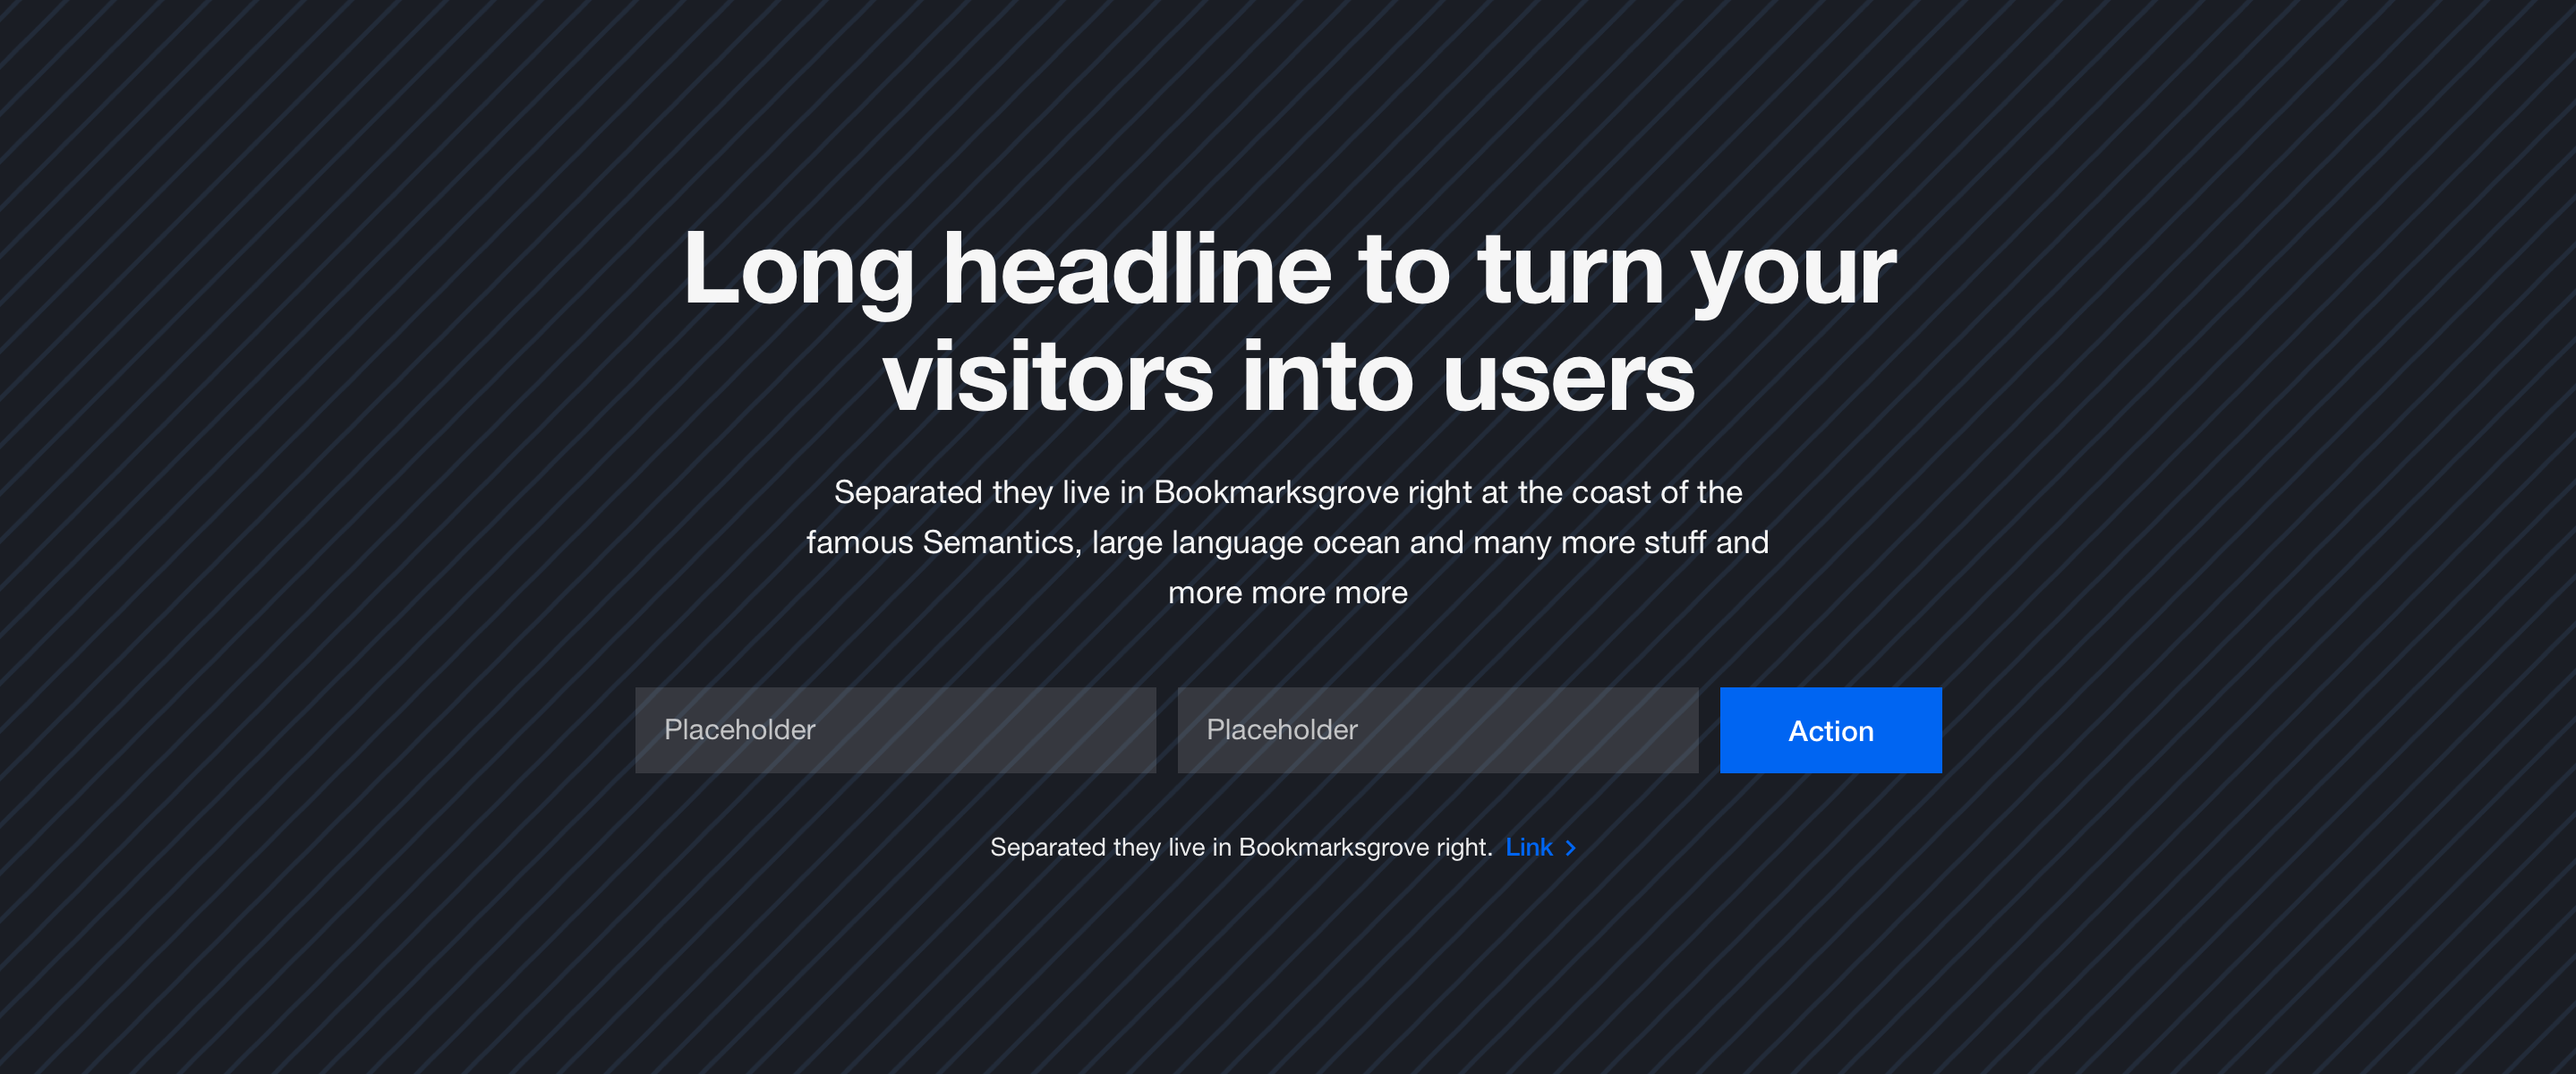 Long headline to turn your
visitors into users
Separated they live in Bookmarksgrove right at the coast of the
famous Semantics, large language ocean and many more stuff and
more more more
Placeholder
Placeholder
Action
Separated they live in Bookmarksgrove right. Link